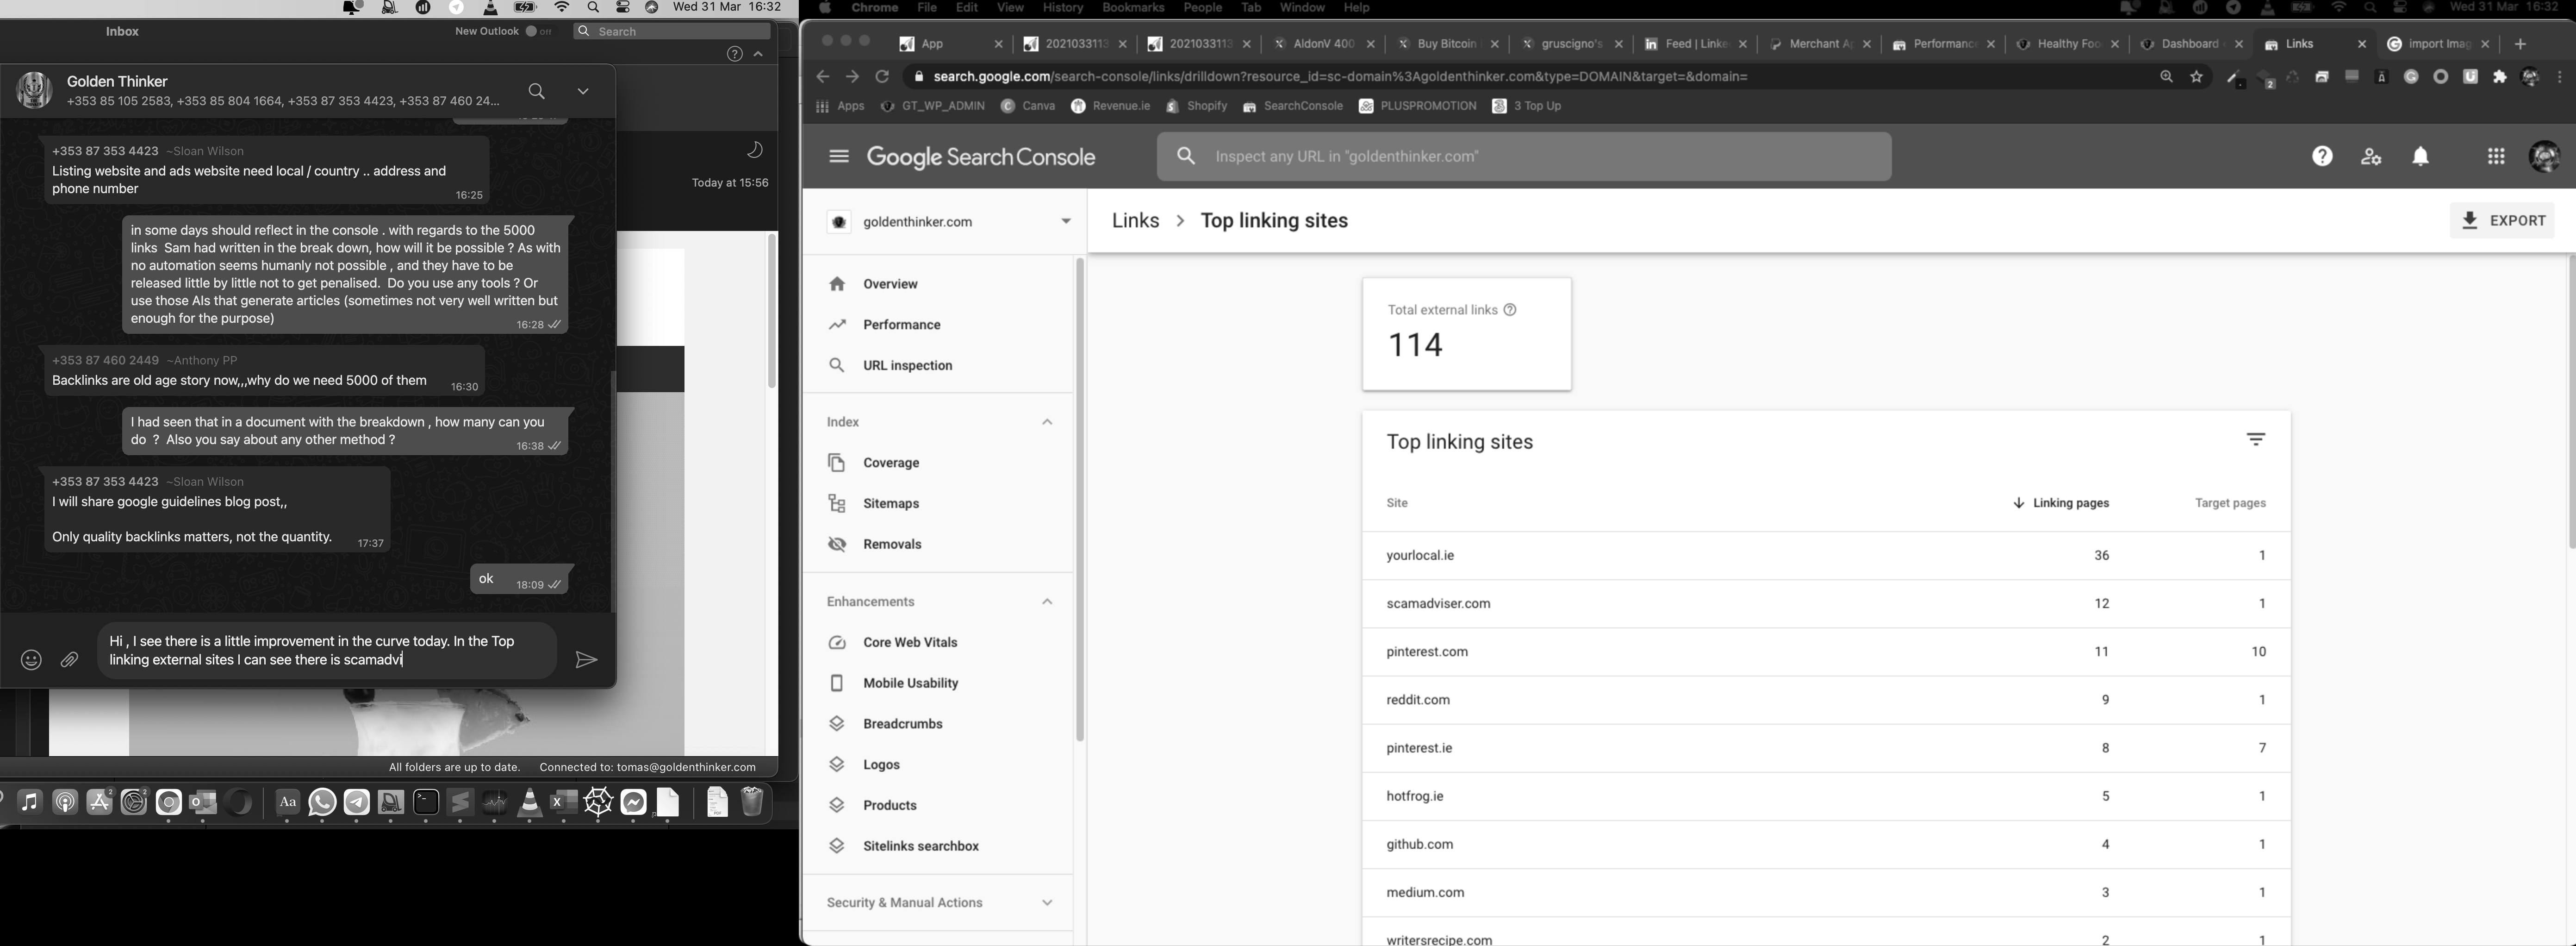 Wed 31 Mar 16:32
Inbox
New Outlook
Off
Search
Golden Thinker
+353 85 105 2583, +353 85 804 1664, +353 87 353 4423, +353 87 460 24...
Today at 15:56
+353 87 353 4423 ~Sloan Wilson
Listing website and ads website need local / country .. address and
phone number
16:25
in some days should reflect in the console . with regards to the 5000
links  Sam had written in the break down, how will it be possible ? As with
no automation seems humanly not possible , and they have to be
released little by little not to get penalised.  Do you use any tools ? Or
use those AIs that generate articles (sometimes not very well written but
enough for the purpose)
16:28
+353 87 460 2449 ~Anthony PP
Backlinks are old age story now,,,why do we need 5000 of them
16:30
I had seen that in a document with the breakdown , how many can you
do  ?  Also you say about any other method ?
16:38
+353 87 353 4423 ~Sloan Wilson
I will share google guidelines blog post,,
Only quality backlinks matters, not the quantity.
17:37
ok
18:09
Hi , I see there is a little improvement in the curve today. In the Top
linking external sites I can see there is scamadvi
All folders are up to date.
Connected to: tomas@goldenthinker.com
Chrome File Edit View History Bookmarks People Tab Window Help
Wed 31 Mar 16:32
App
2021033113
2021033113
AldonV 400
Buy Bitcoin
gruscigno's
Feed | Linke
Merchant Ap
Performance
Healthy Foo
Dashboard
Links
import Imag
search.google.com/search-console/links/drilldown?resource_id=sc-domain%3Agoldenthinker.com&type=DOMAIN&target=&domain=
Apps
GT_WP_ADMIN
Canva
Revenue.ie
Shopify
SearchConsole
PLUSPROMOTION
3 Top Up
Google Search Console
Inspect any URL in "goldenthinker.com"
goldenthinker.com
Links > Top linking sites
EXPORT
Overview
Performance
URL inspection
Index
Coverage
Sitemaps
Removals
Enhancements
Core Web Vitals
Mobile Usability
Breadcrumbs
Logos
Products
Sitelinks searchbox
Security & Manual Actions
Total external links
114
Top linking sites
Site Linking pages Target pages
yourlocal.ie 36 1
scamadviser.com 12 1
pinterest.com 11 10
reddit.com 9 1
pinterest.ie 8 7
hotfrog.ie 5 1
github.com 4 1
medium.com 3 1
writersrecipe.com 2 1